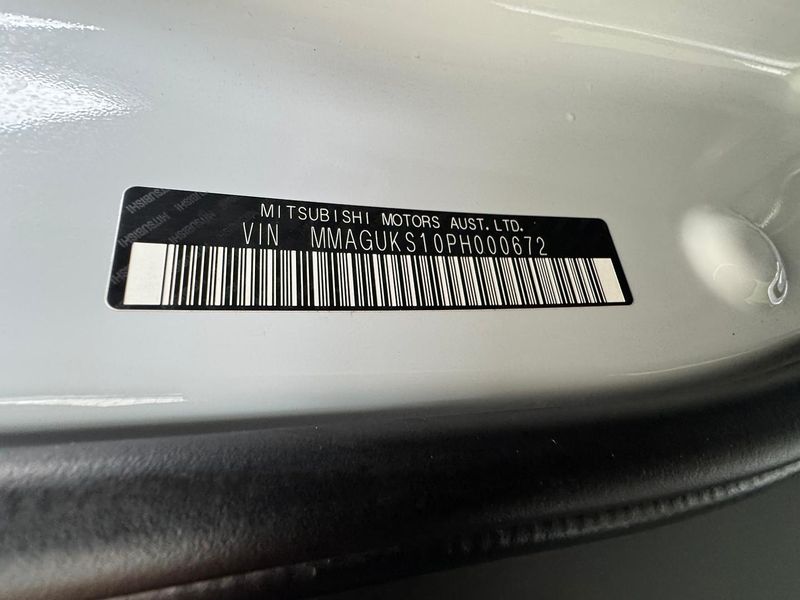 MITSUBISHI MOTORS AUST.LTD.
VIN MMAGUKS10PH000672